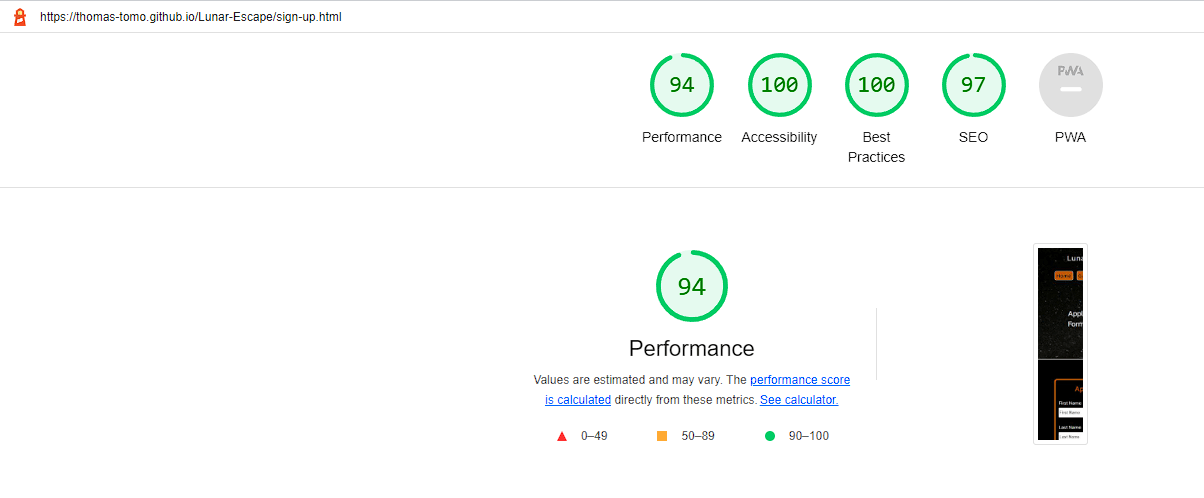 https://thomas-tomo.github.io/Lunar-Escape/sign-up.html
94
100
100
97
PWA
Performance
Accessibility
Best
Practices
SEO
PWA
94
Performance
Values are estimated and may vary. The performance score
is calculated directly from these metrics. See calculator.
0–49
50–89
90–100
Luna
Home
Appl
Form
Ap
First Name
First Name
Last Name
Last Name